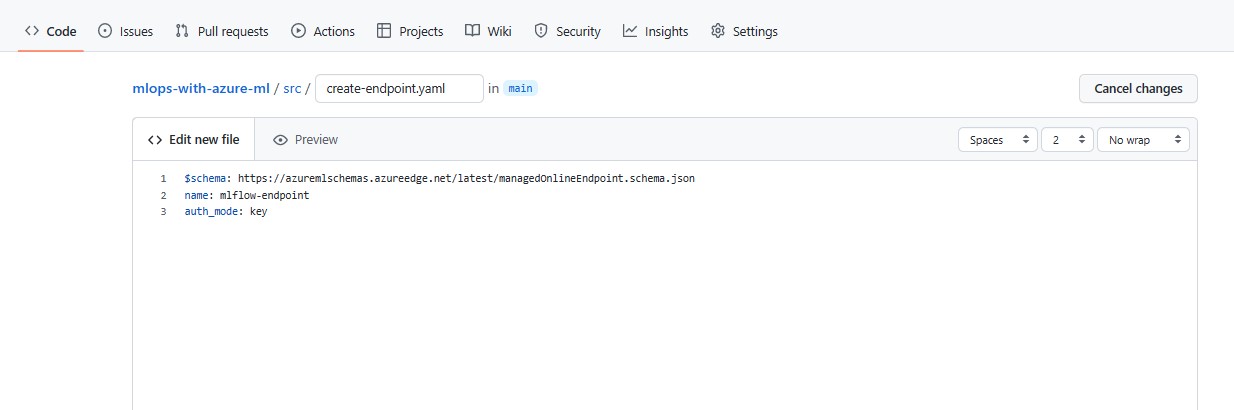 Code Issues Pull requests Actions Projects Wiki Security Insights Settings
mlops-with-azure-ml / src / create-endpoint.yaml in main Cancel changes
Edit new file Preview Spaces 2 No wrap
1 $schema: https://azuremlschemas.azureedge.net/latest/managedOnlineEndpoint.schema.json
2 name: mlflow-endpoint
3 auth_mode: key